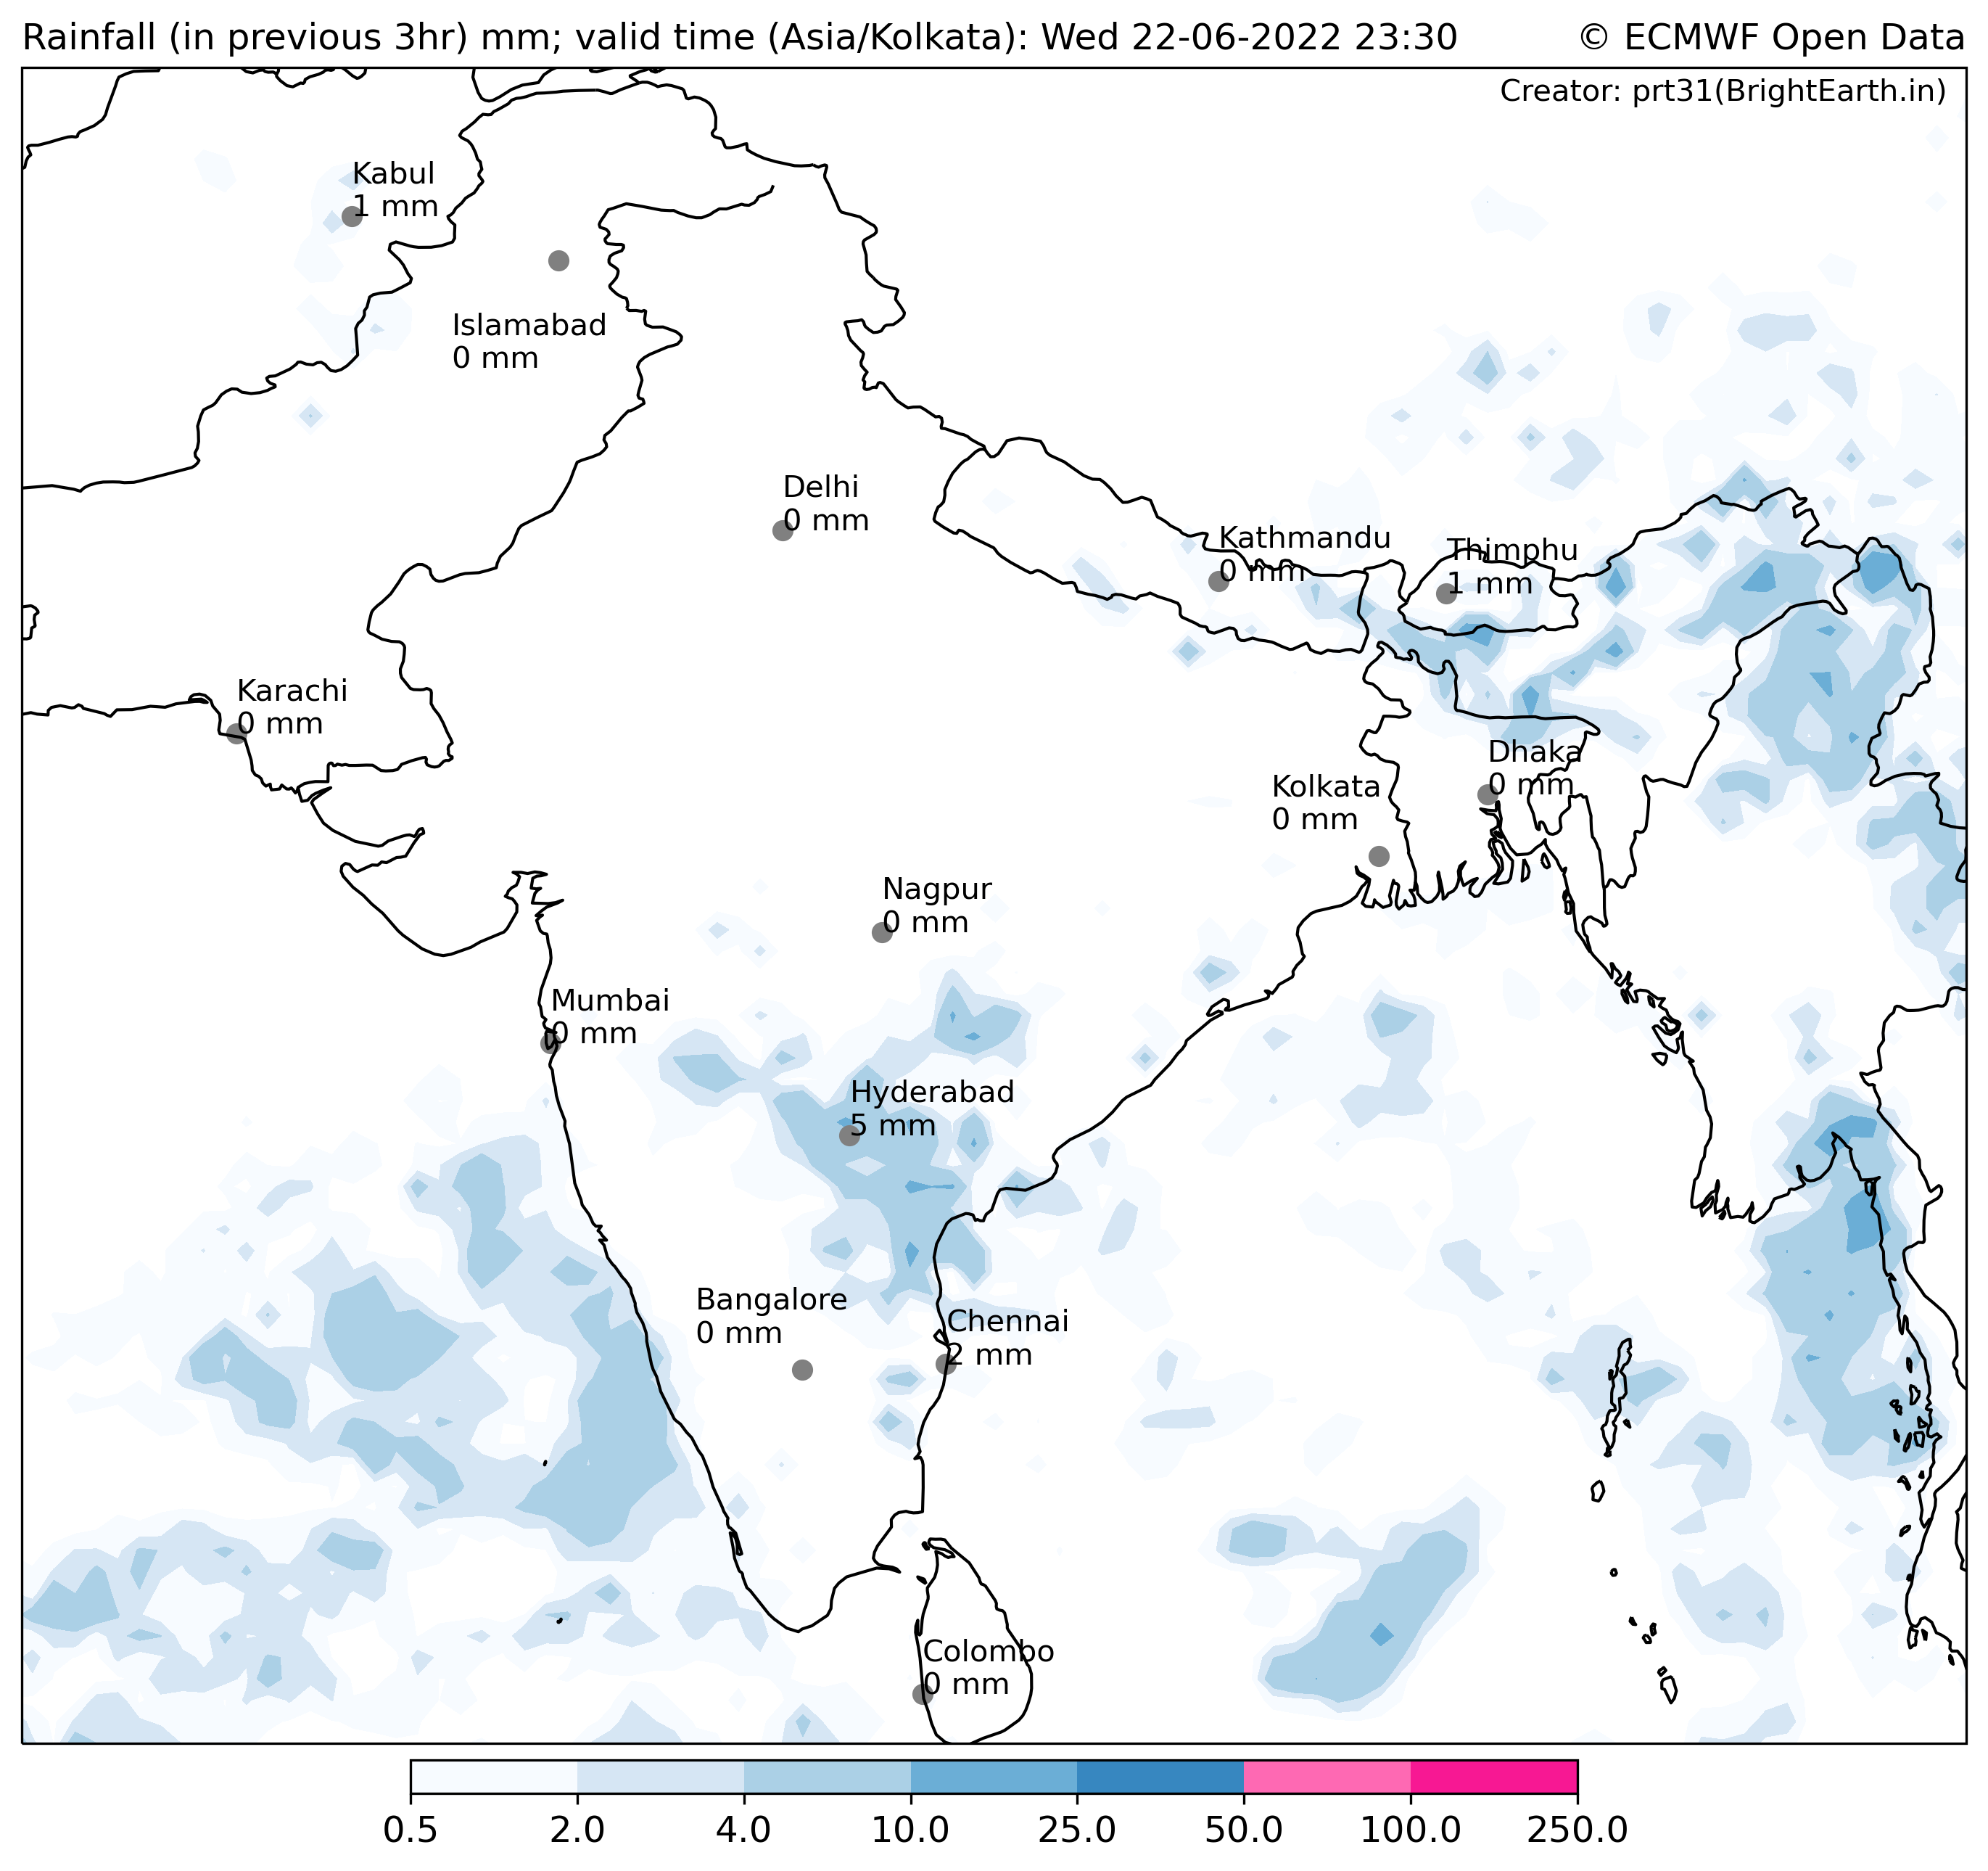 Rainfall (in previous 3hr) mm; valid time (Asia/Kolkata): Wed 22-06-2022 23:30
© ECMWF Open Data
Creator: prt31(BrightEarth.in)
Kabul
1 mm
Islamabad
0 mm
Delhi
0 mm
Kathmandu
0 mm
Thimphu
1 mm
Karachi
0 mm
Dhaka
0 mm
Kolkata
0 mm
Nagpur
0 mm
Mumbai
0 mm
Hyderabad
5 mm
Bangalore
0 mm
Chennai
2 mm
Colombo
0 mm
0.5 2.0 4.0 10.0 25.0 50.0 100.0 250.0